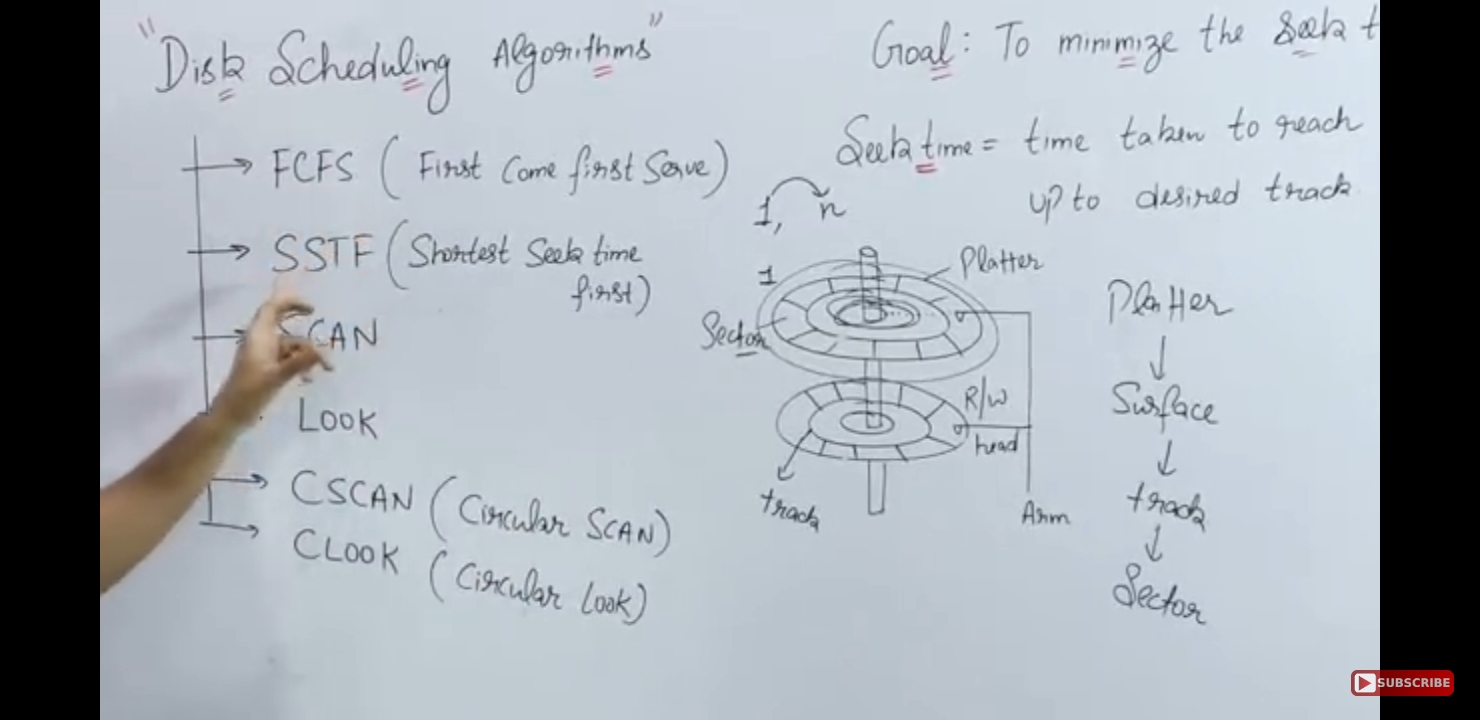 "Disk Scheduling Algorithms"
FCFS (First Come first Serve)
SSTF (Shortest Seek time
first)
SCAN
LOOK
CSCAN (Circular SCAN)
CLOOK (Circular Look)
Goal: To minimize the Seek t
Seek time = time taken to reach
up to desired track
1, n
1
Platter
Sector
R/W
head
track
Arm
Platter
Surface
track
Sector
SUBSCRIBE